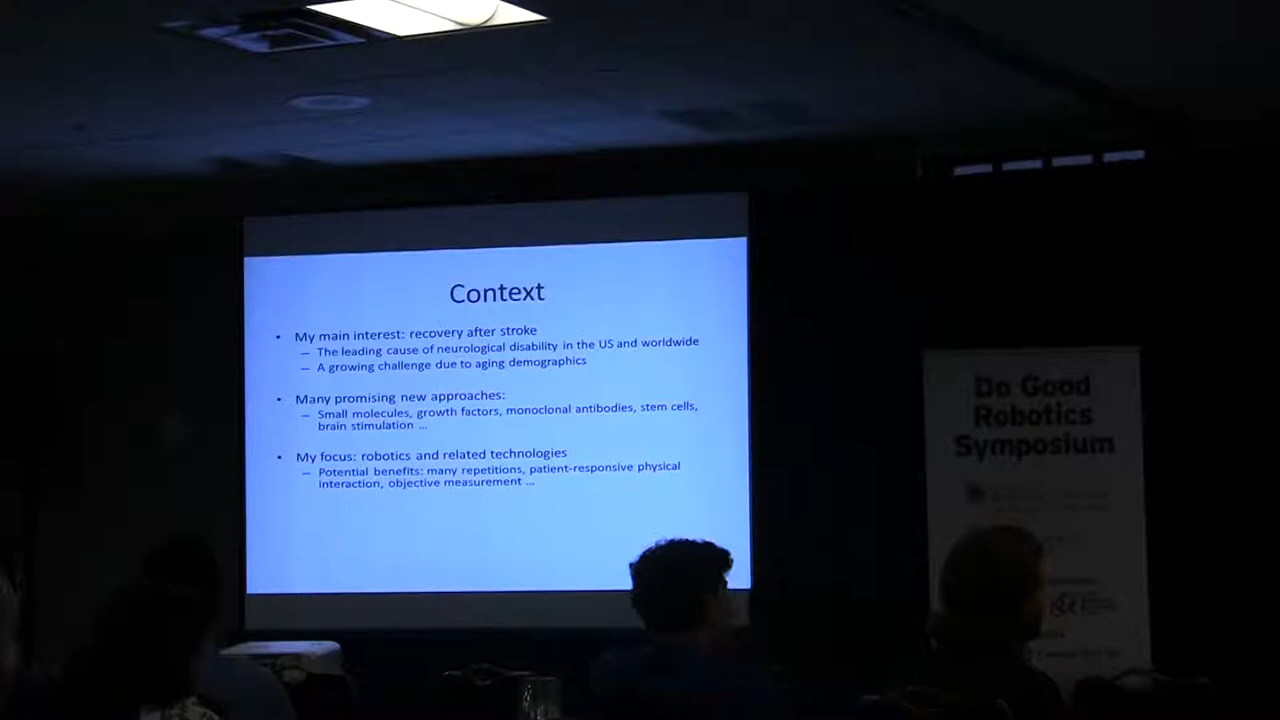 Context
• My main interest: recovery after stroke
– The leading cause of neurological disability in the US and worldwide
– A growing challenge due to aging demographics
• Many promising new approaches:
– Small molecules, growth factors, monoclonal antibodies, stem cells,
brain stimulation ...
• My focus: robotics and related technologies
– Potential benefits: many repetitions, patient-responsive physical
interaction, objective measurement ...
Do Good
Robotics
Symposium